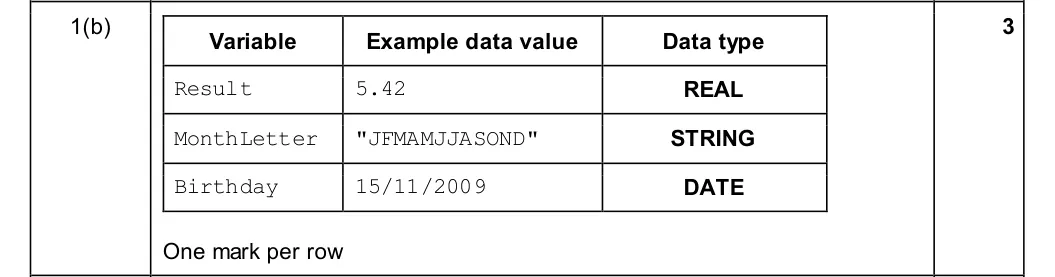 1(b) 3
Variable Example data value Data type
Result 5.42 REAL
MonthLetter "JFMAMJJASOND" STRING
Birthday 15/11/2009 DATE
One mark per row